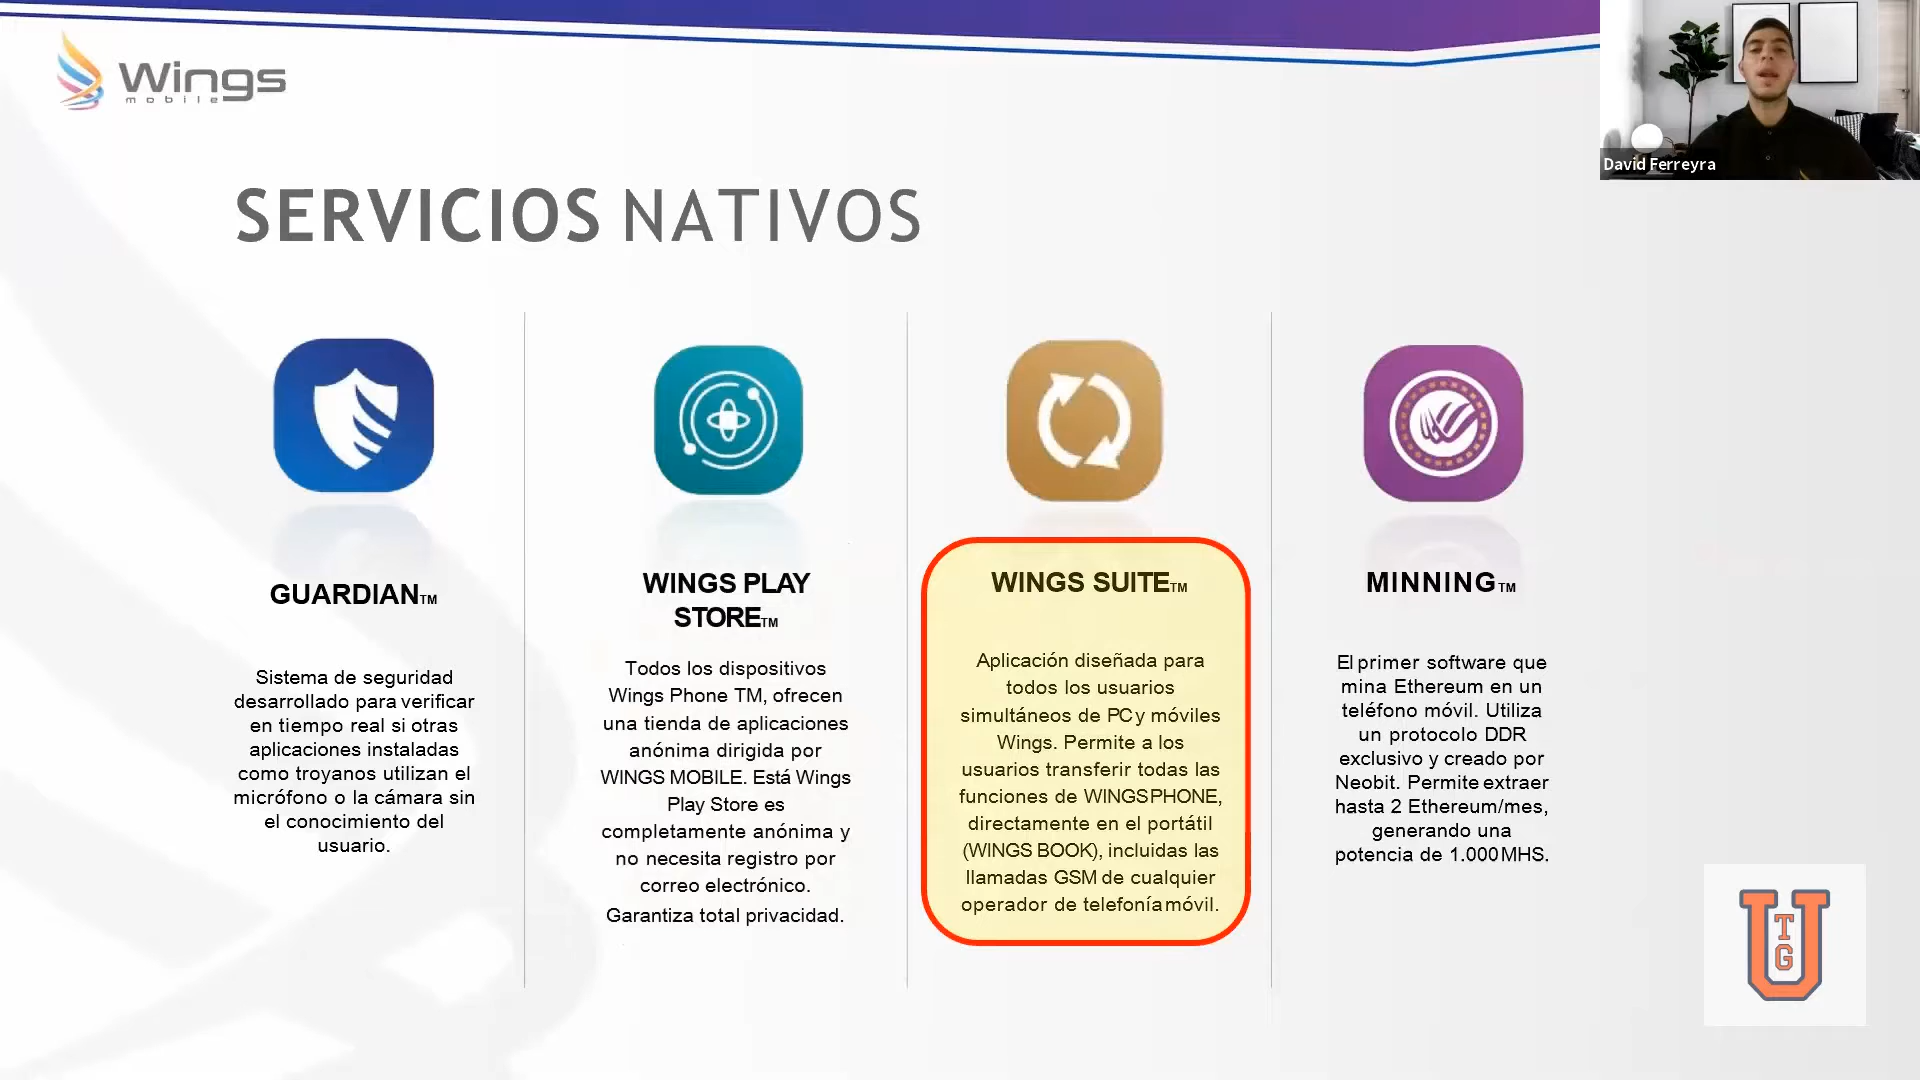 Wings
mobile
David Ferreyra
SERVICIOS NATIVOS
GUARDIANTM
Sistema de seguridad
desarrollado para verificar
en tiempo real si otras
aplicaciones instaladas
como troyanos utilizan el
micrófono o la cámara sin
el conocimiento del
usuario.
WINGS PLAY
STORETM
Todos los dispositivos
Wings Phone TM, ofrecen
una tienda de aplicaciones
anónima dirigida por
WINGS MOBILE. Está Wings
Play Store es
completamente anónima y
no necesita registro por
correo electrónico.
Garantiza total privacidad.
WINGS SUITETM
Aplicación diseñada para
todos los usuarios
simultáneos de PC y móviles
Wings. Permite a los
usuarios transferir todas las
funciones de WINGSPHONE,
directamente en el portátil
(WINGS BOOK), incluidas las
llamadas GSM de cualquier
operador de telefonía móvil.
MINNINGTM
El primer software que
mina Ethereum en un
teléfono móvil. Utiliza
un protocolo DDR
exclusivo y creado por
Neobit. Permite extraer
hasta 2 Ethereum/mes,
generando una
potencia de 1.000 MHS.
U
T
G